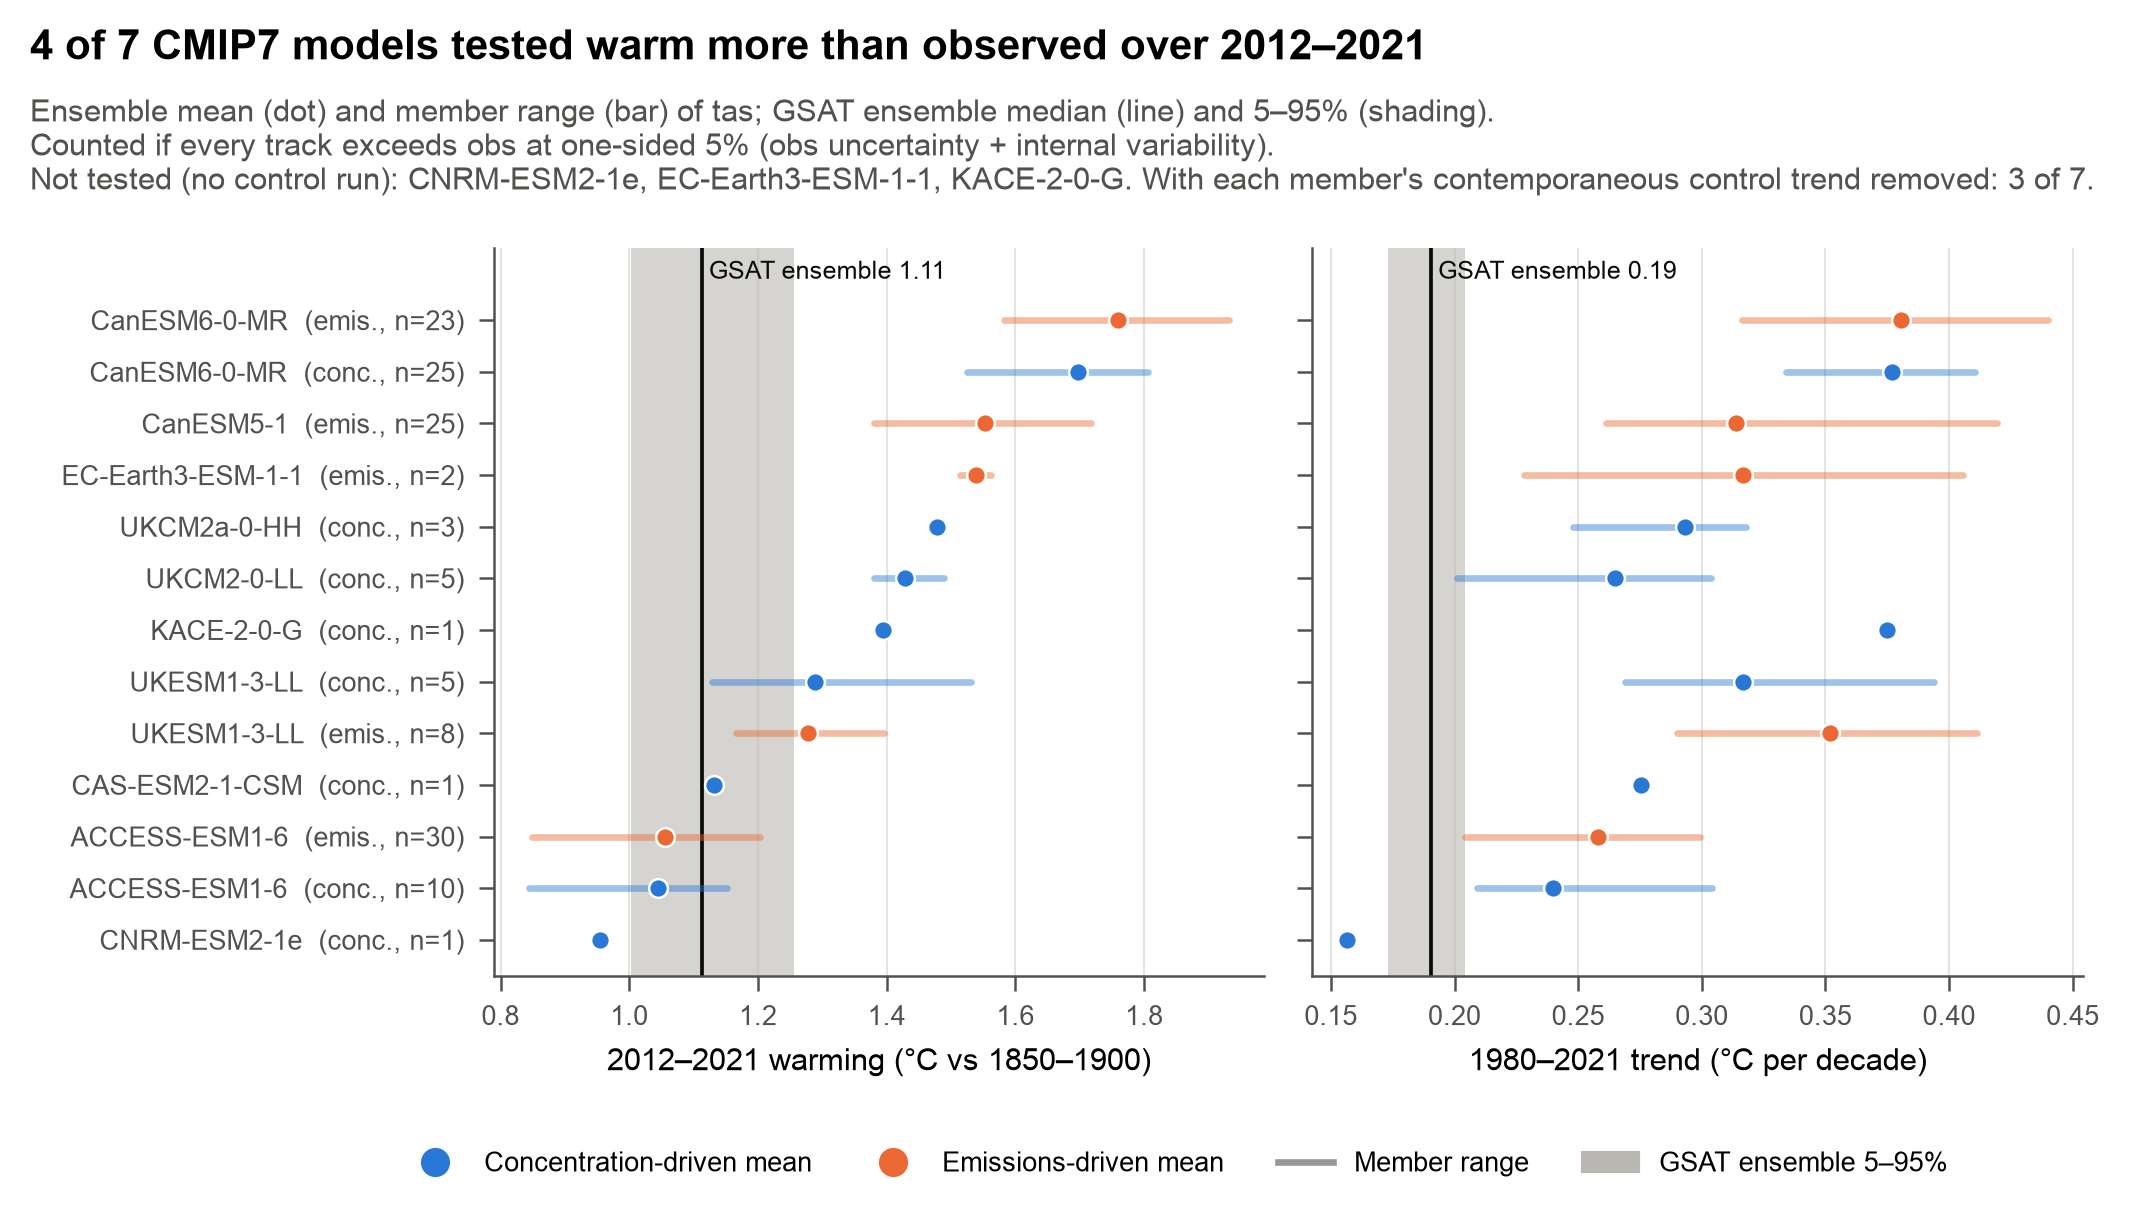 4 of 7 CMIP7 models tested warm more than observed over 2012–2021
Ensemble mean (dot) and member range (bar) of tas; GSAT ensemble median (line) and 5–95% (shading).
Counted if every track exceeds obs at one-sided 5% (obs uncertainty + internal variability).
Not tested (no control run): CNRM-ESM2-1e, EC-Earth3-ESM-1-1, KACE-2-0-G. With each member's contemporaneous control trend removed: 3 of 7.
GSAT ensemble 1.11
GSAT ensemble 0.19
CanESM6-0-MR (emis., n=23)
CanESM6-0-MR (conc., n=25)
CanESM5-1 (emis., n=25)
EC-Earth3-ESM-1-1 (emis., n=2)
UKCM2a-0-HH (conc., n=3)
UKCM2-0-LL (conc., n=5)
KACE-2-0-G (conc., n=1)
UKESM1-3-LL (conc., n=5)
UKESM1-3-LL (emis., n=8)
CAS-ESM2-1-CSM (conc., n=1)
ACCESS-ESM1-6 (emis., n=30)
ACCESS-ESM1-6 (conc., n=10)
CNRM-ESM2-1e (conc., n=1)
0.8 1.0 1.2 1.4 1.6 1.8
0.15 0.20 0.25 0.30 0.35 0.40 0.45
2012–2021 warming (°C vs 1850–1900)
1980–2021 trend (°C per decade)
Concentration-driven mean
Emissions-driven mean
Member range
GSAT ensemble 5–95%